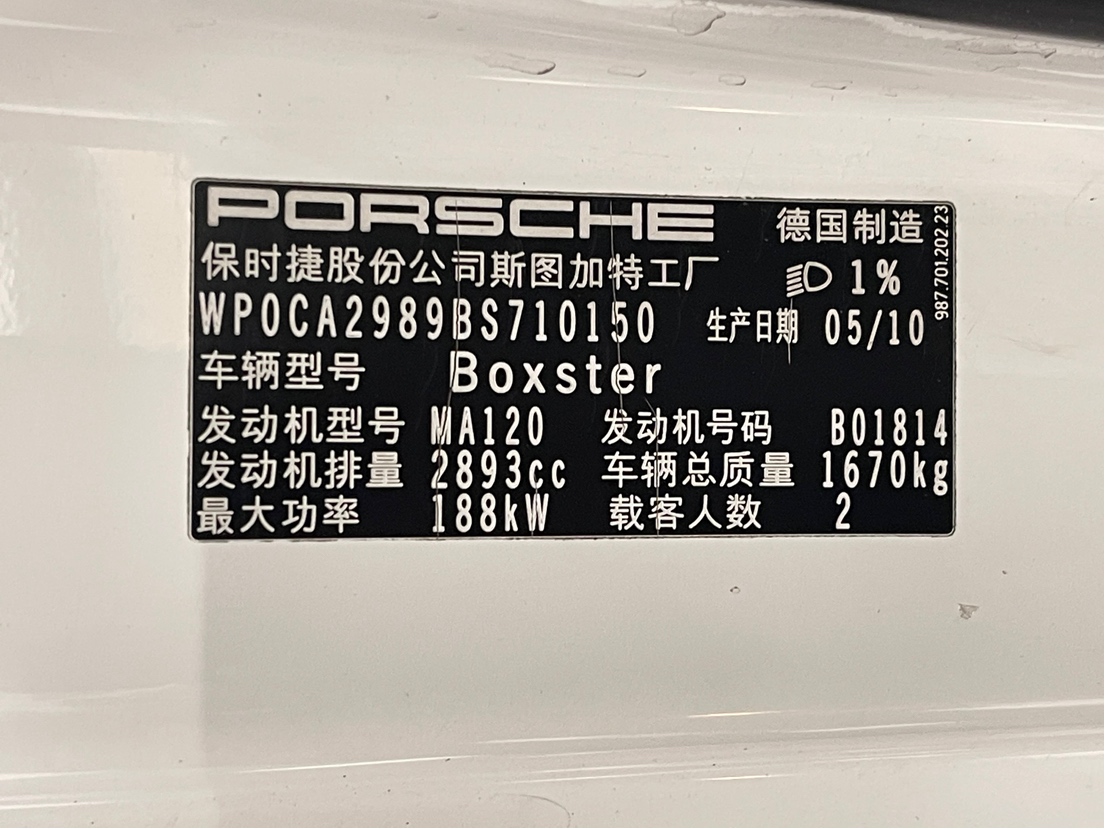 PORSCHE 德国制造
保时捷股份公司斯图加特工厂 1%
WP0CA2989BS710150 生产日期 05/10
车辆型号 Boxster
发动机型号 MA120 发动机号码 B01814
发动机排量 2893cc 车辆总质量 1670kg
最大功率 188kW 载客人数 2
987.701.202.23